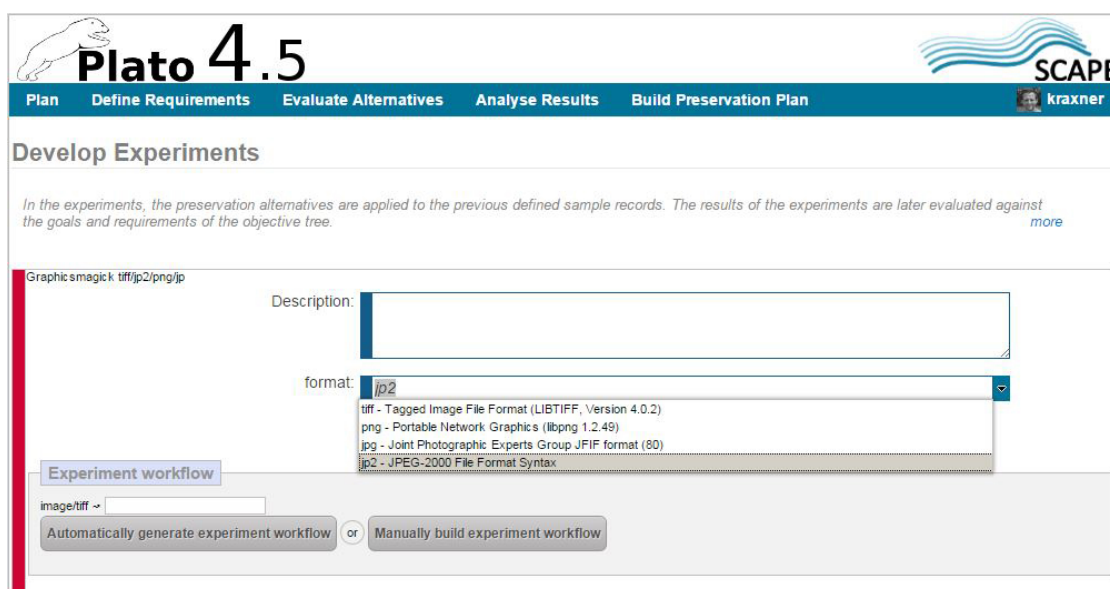 Plato 4.5
SCAPE
Plan Define Requirements Evaluate Alternatives Analyse Results Build Preservation Plan kraxner
Develop Experiments
In the experiments, the preservation alternatives are applied to the previous defined sample records. The results of the experiments are later evaluated against
the goals and requirements of the objective tree. more
Graphicsmagick tiff/jp2/png/jp
Description:
format: jp2
tiff - Tagged Image File Format (LIBTIFF, Version 4.0.2)
png - Portable Network Graphics (libpng 1.2.49)
jpg - Joint Photographic Experts Group JFIF format (80)
jp2 - JPEG-2000 File Format Syntax
Experiment workflow
image/tiff
Automatically generate experiment workflow or Manually build experiment workflow